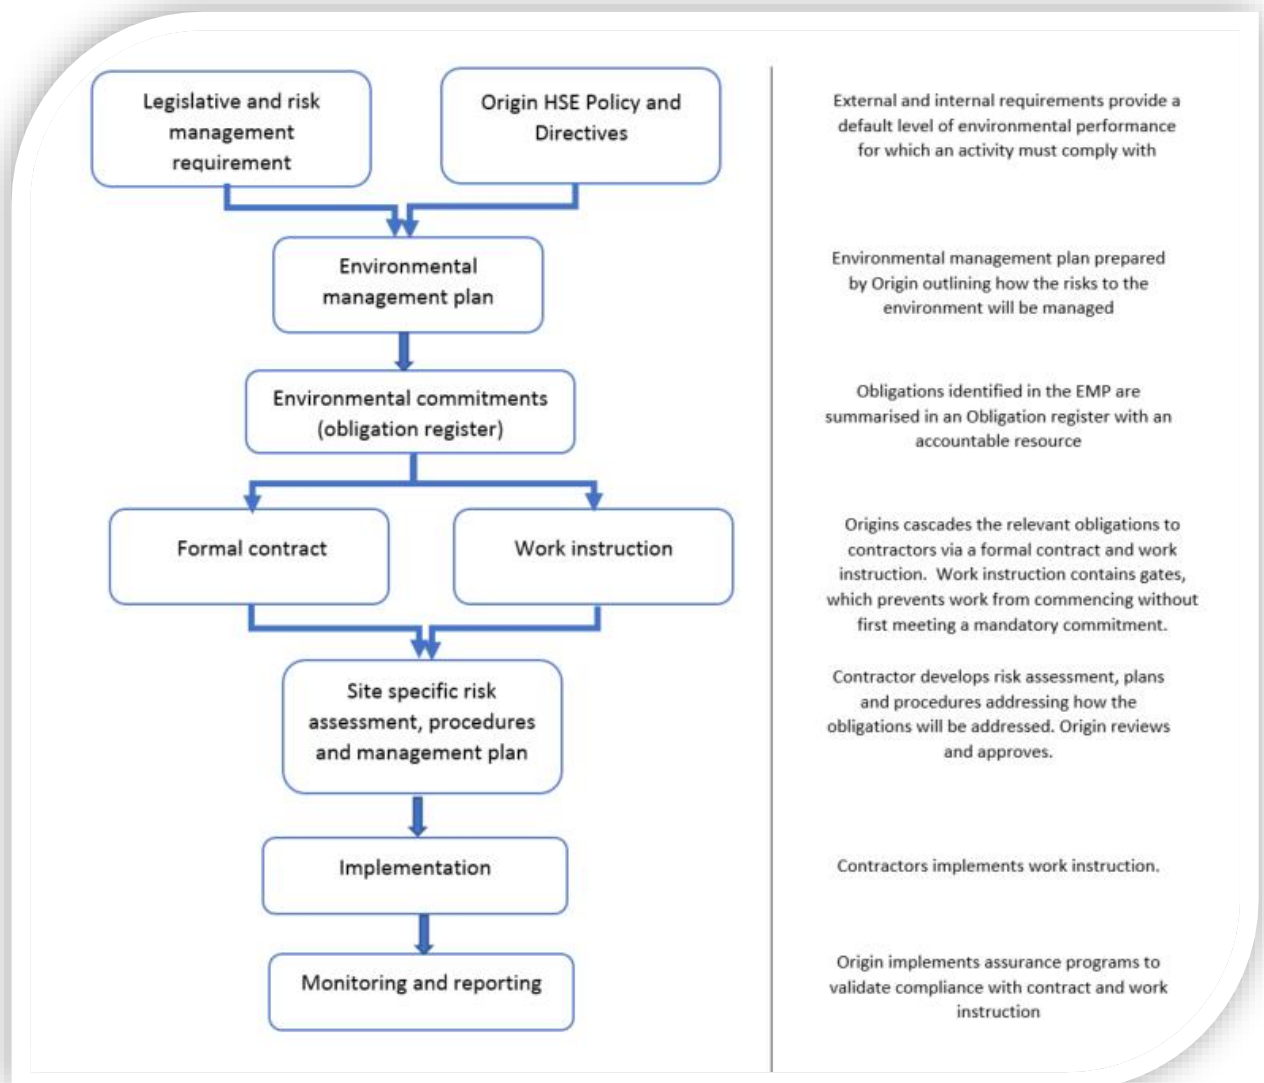 Legislative and risk
management
requirement
Origin HSE Policy and
Directives
External and internal requirements provide a
default level of environmental performance
for which an activity must comply with
Environmental
management plan
Environmental management plan prepared
by Origin outlining how the risks to the
environment will be managed
Environmental commitments
(obligation register)
Obligations identified in the EMP are
summarised in an Obligation register with an
accountable resource
Formal contract
Work instruction
Origins cascades the relevant obligations to
contractors via a formal contract and work
instruction.  Work instruction contains gates,
which prevents work from commencing without
first meeting a mandatory commitment.
Site specific risk
assessment, procedures
and management plan
Contractor develops risk assessment, plans
and procedures addressing how the
obligations will be addressed. Origin reviews
and approves.
Implementation
Contractors implements work instruction.
Monitoring and reporting
Origin implements assurance programs to
validate compliance with contract and work
instruction